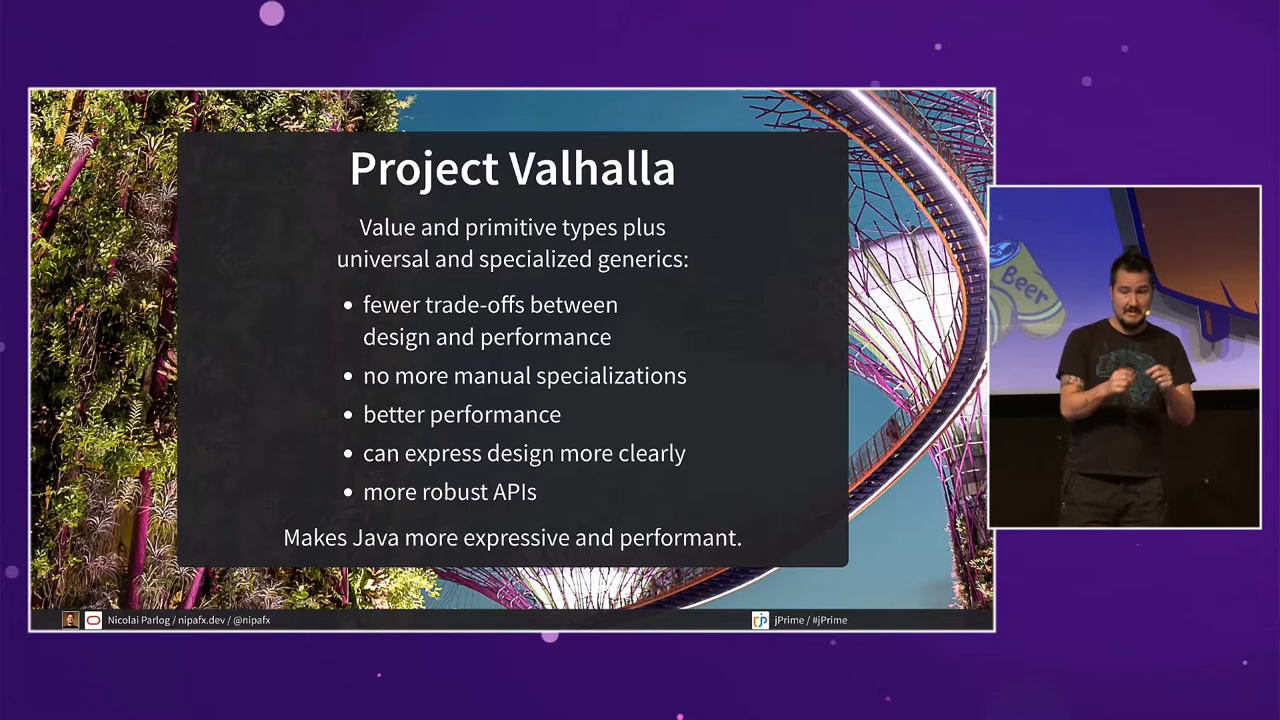 Project Valhalla
Value and primitive types plus
universal and specialized generics:
• fewer trade-offs between
design and performance
• no more manual specializations
• better performance
• can express design more clearly
• more robust APIs
Makes Java more expressive and performant.
Nicolai Parlog / nipafx.dev / @nipafx
jP jPrime / #jPrime
Beer